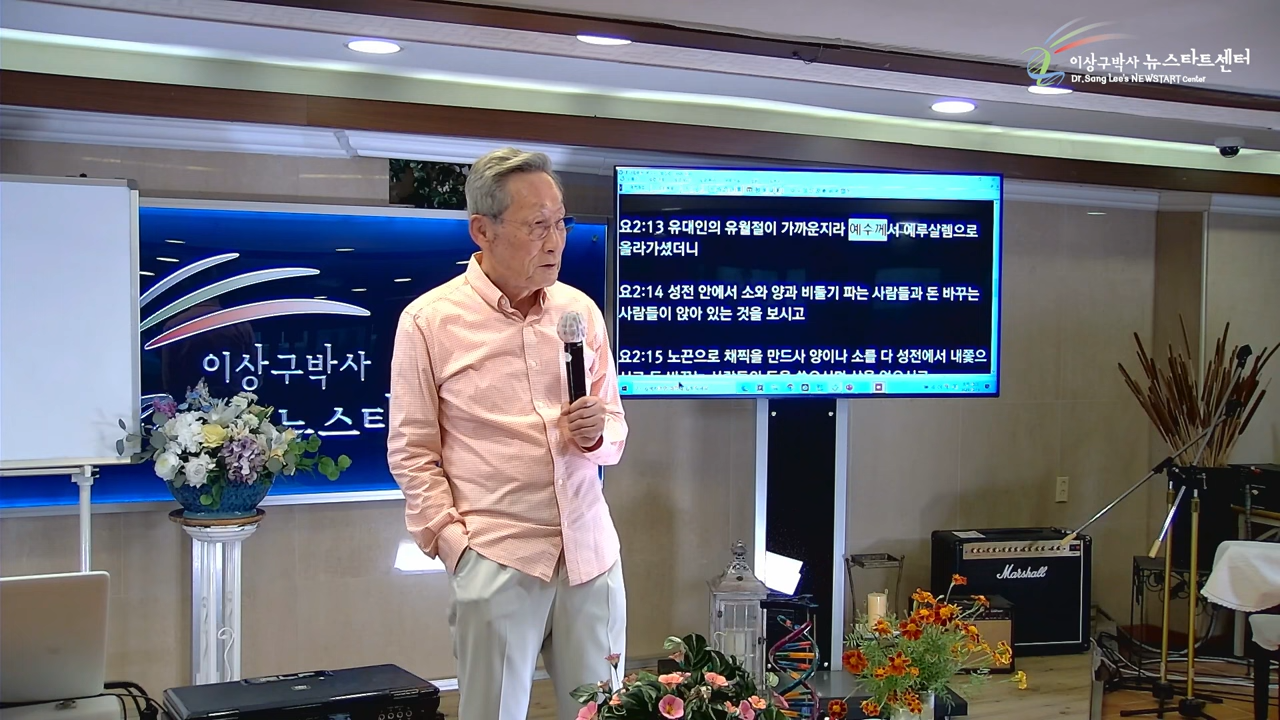 이상구박사 뉴스타트센터
Dr. Sang Lee's NEWSTART Center
요2:13 유대인의 유월절이 가까운지라 예수께서 예루살렘으로
올라가셨더니
요2:14 성전 안에서 소와 양과 비둘기 파는 사람들과 돈 바꾸는
사람들이 앉아 있는 것을 보시고
요2:15 노끈으로 채찍을 만드사 양이나 소를 다 성전에서 내쫓으
이상구박사
뉴스타
Marshall